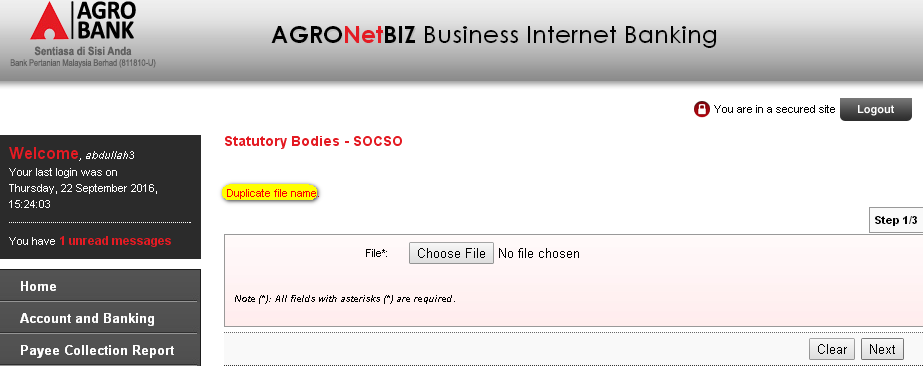 AGRO
BANK
Sentiasa di Sisi Anda
Bank Pertanian Malaysia Berhad (811810-U)
AGRONetBIZ Business Internet Banking
You are in a secured site
Logout
Welcome, abdullah3
Your last login was on
Thursday, 22 September 2016,
15:24:03
You have 1 unread messages
Home
Account and Banking
Payee Collection Report
Statutory Bodies - SOCSO
Duplicate file name.
Step 1/3
File*: Choose File No file chosen
Note (*): All fields with asterisks (*) are required.
Clear Next